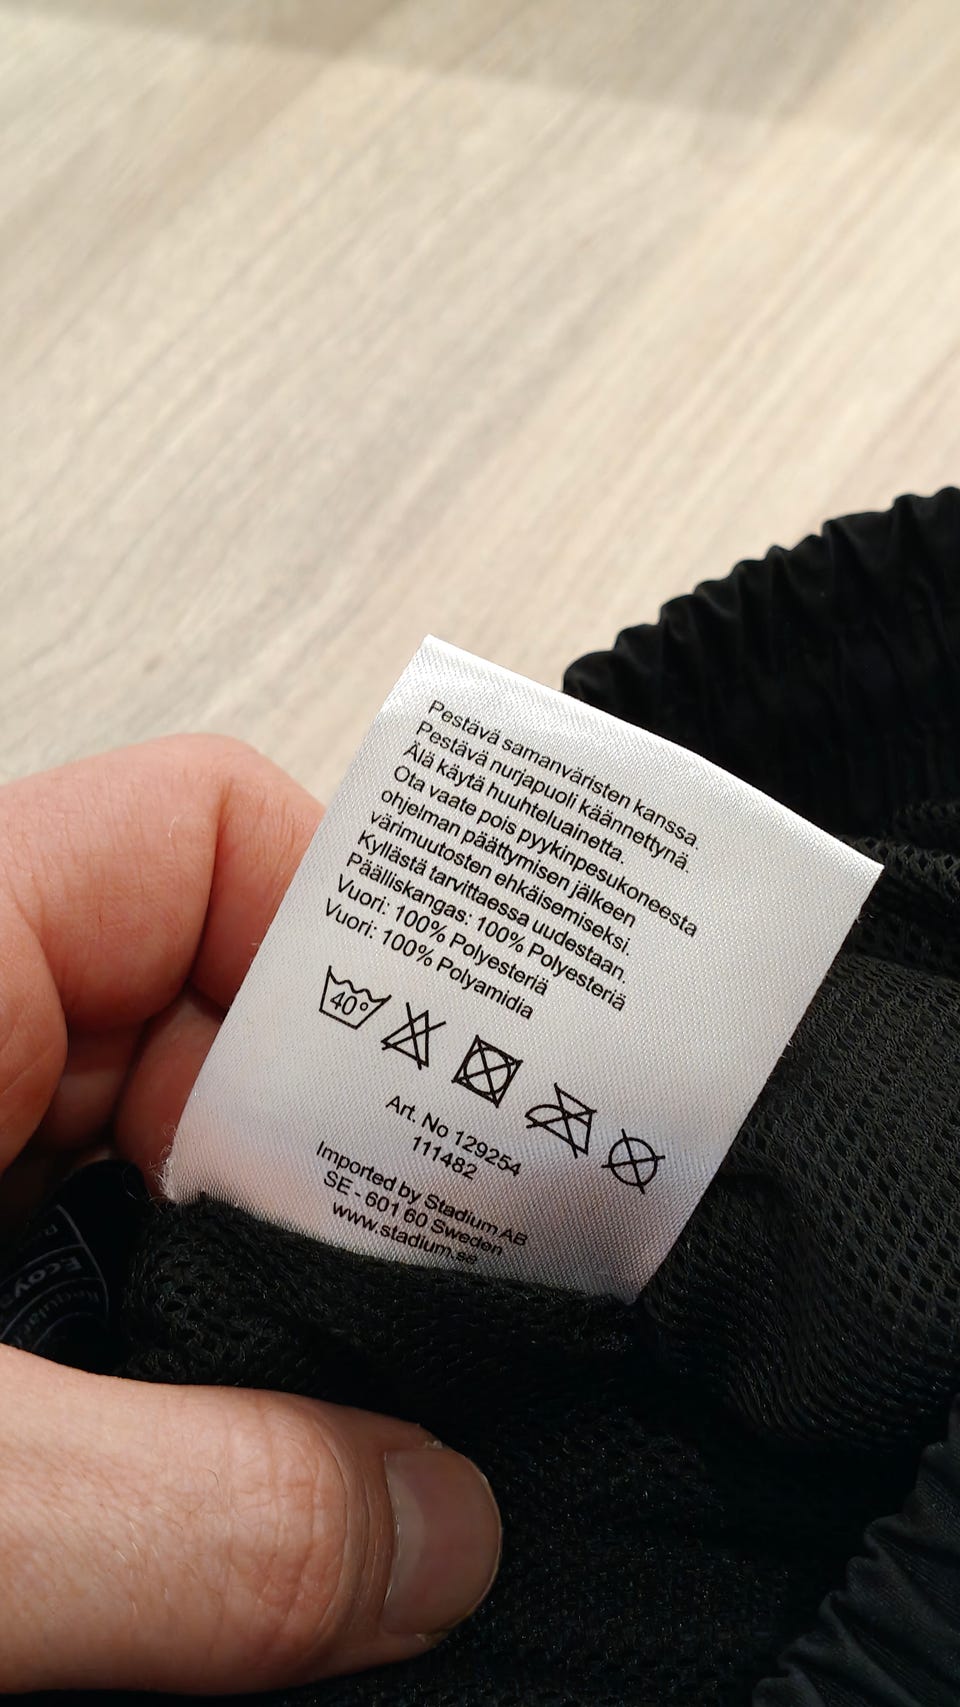 Pestävä samanväristen kanssa.
Pestävä nurjapuoli käännettynä.
Älä käytä huuhteluainetta.
Ota vaate pois pyykinpesukoneesta
ohjelman päättymisen jälkeen
värimuutosten ehkäisemiseksi.
Kyllästä tarvittaessa uudestaan.
Päälliskangas: 100% Polyesteriä
Vuori: 100% Polyesteriä
Vuori: 100% Polyamidia
40°
Art. No 129254
111482
Imported by Stadium AB
SE - 601 60 Sweden
www.stadium.se